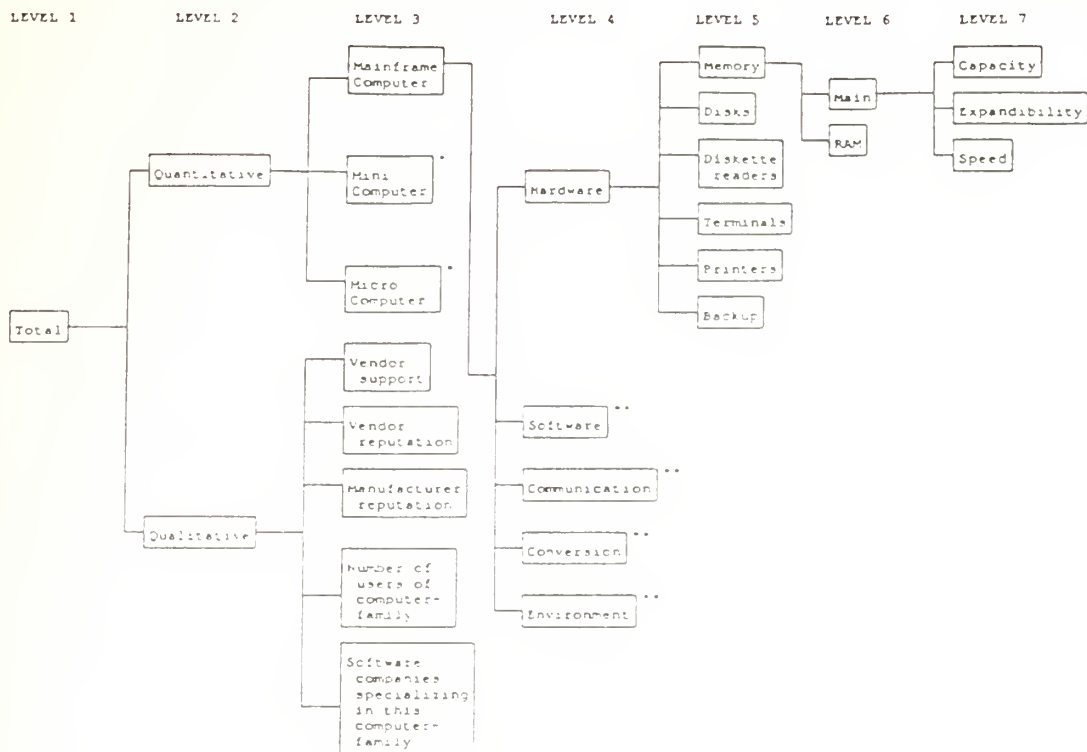 LEVEL 1
LEVEL 2
LEVEL 3
LEVEL 4
LEVEL 5
LEVEL 6
LEVEL 7
Total
Quantitative
Qualitative
Mainframe
Computer
Mini
Computer
*
Micro
Computer
*
Vendor
support
Vendor
reputation
Manufacturer
reputation
Number of
users of
computer-
family
Software
companies
specializing
in this
computer-
family
Hardware
Software
**
Communication
**
Conversion
**
Environment
**
Memory
Disks
Diskette
readers
Terminals
Printers
Backup
Main
RAM
Capacity
Expandibility
Speed